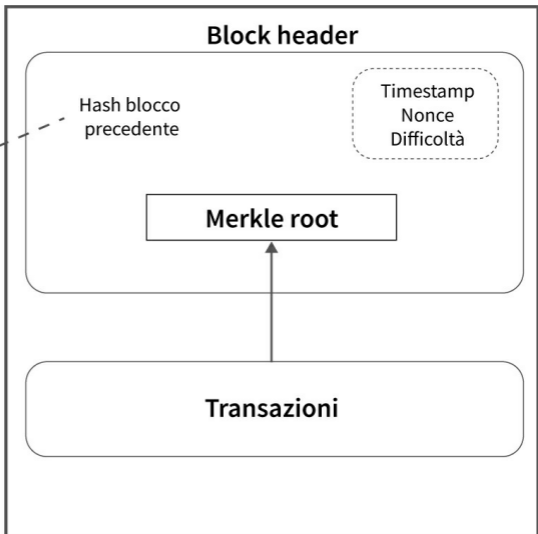 Block header
Hash blocco
precedente
Timestamp
Nonce
Difficoltà
Merkle root
Transazioni